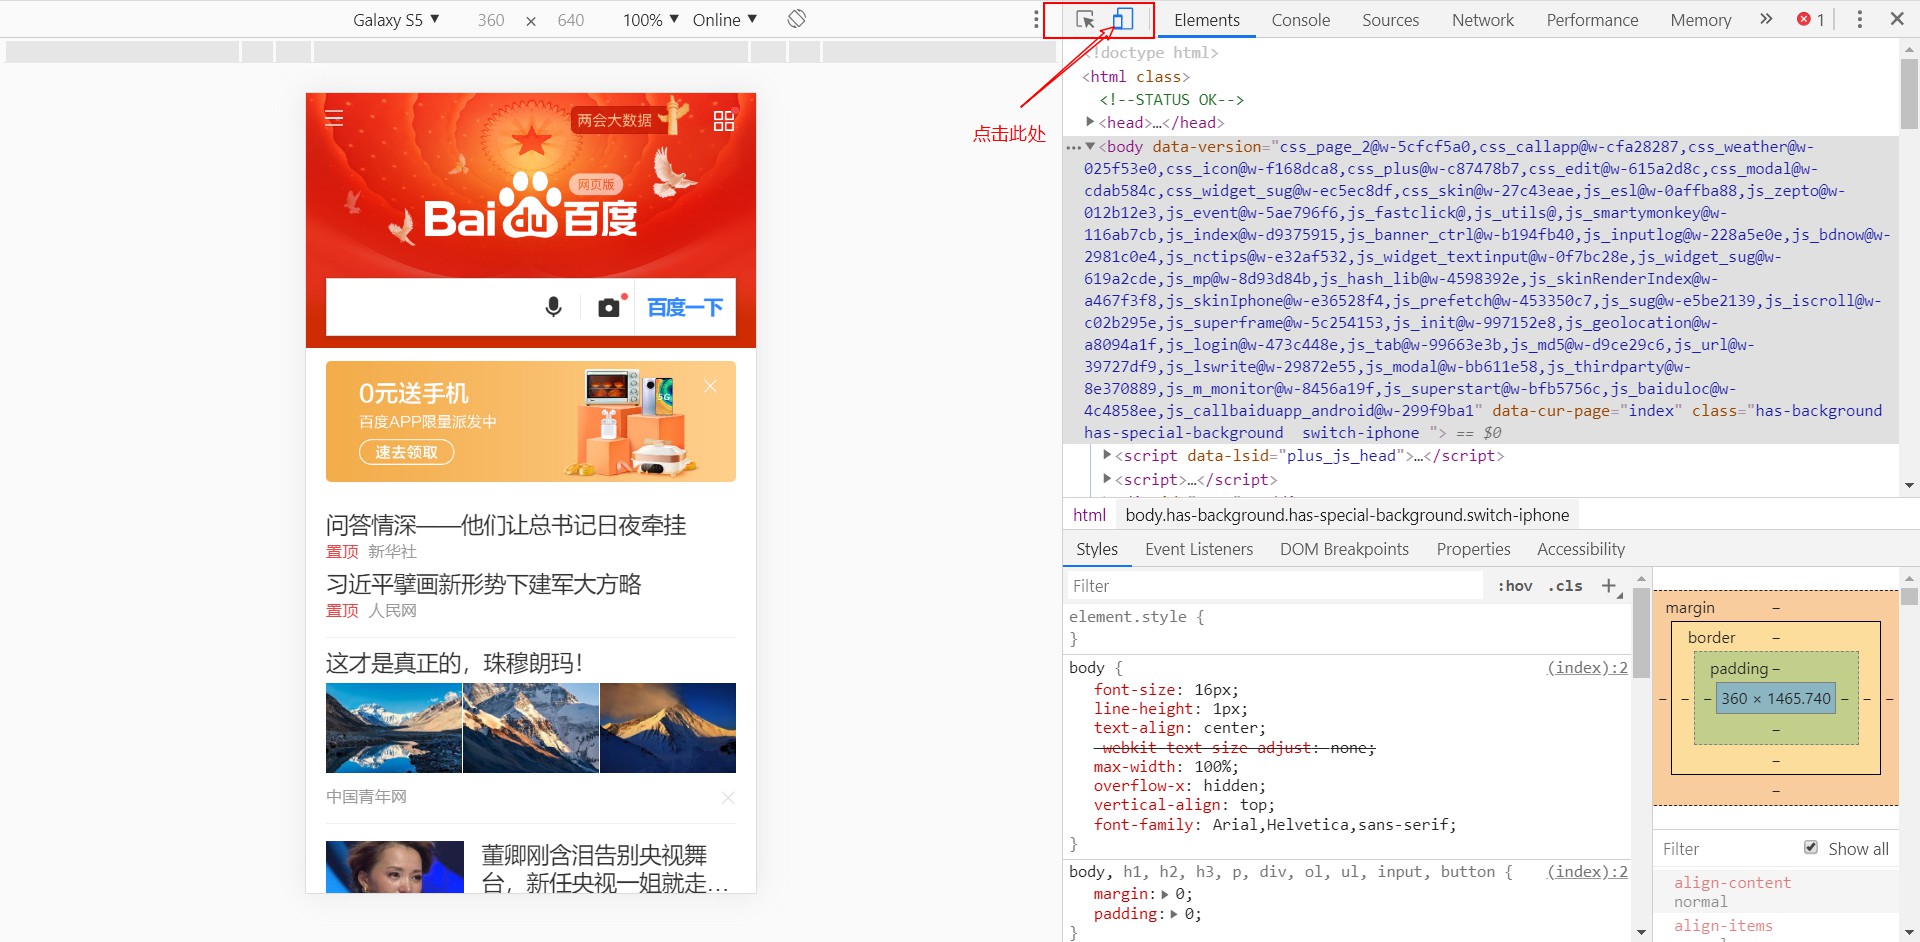 Galaxy S5 ▼ 360 × 640 100% ▼ Online ▼
Elements Console Sources Network Performance Memory » 1
点击此处
两会大数据
网页版
Bai du 百度
百度一下
0元送手机
百度APP限量派发中
速去领取
5G
问答情深——他们让总书记日夜牵挂
置顶 新华社
习近平擘画新形势下建军大方略
置顶 人民网
这才是真正的，珠穆朗玛！
中国青年网
董卿刚含泪告别央视舞
台，新任央视一姐就走…
<!doctype html>
<html class>
<!--STATUS OK-->
▶<head>…</head>
…▼<body data-version="css_page_2@w-5cfcf5a0,css_callapp@w-cfa28287,css_weather@w-
025f53e0,css_icon@w-f168dca8,css_plus@w-c87478b7,css_edit@w-615a2d8c,css_modal@w-
cdab584c,css_widget_sug@w-ec5ec8df,css_skin@w-27c43eae,js_esl@w-0affba88,js_zepto@w-
012b12e3,js_event@w-5ae796f6,js_fastclick@,js_utils@,js_smartymonkey@w-
116ab7cb,js_index@w-d9375915,js_banner_ctrl@w-b194fb40,js_inputlog@w-228a5e0e,js_bdnow@w-
2981c0e4,js_nctips@w-e32af532,js_widget_textinput@w-0f7bc28e,js_widget_sug@w-
619a2cde,js_mp@w-8d93d84b,js_hash_lib@w-4598392e,js_skinRenderIndex@w-
a467f3f8,js_skinIphone@w-e36528f4,js_prefetch@w-453350c7,js_sug@w-e5be2139,js_iscroll@w-
c02b295e,js_superframe@w-5c254153,js_init@w-997152e8,js_geolocation@w-
a8094a1f,js_login@w-473c448e,js_tab@w-99663e3b,js_md5@w-d9ce29c6,js_url@w-
39727df9,js_lswrite@w-29872e55,js_modal@w-bb611e58,js_thirdparty@w-
8e370889,js_m_monitor@w-8456a19f,js_superstart@w-bfb5756c,js_baiduloc@w-
4c4858ee,js_callbaiduapp_android@w-299f9ba1" data-cur-page="index" class="has-background
has-special-background  switch-iphone "> == $0
▶<script data-lsid="plus_js_head">…</script>
▶<script>…</script>
html body.has-background.has-special-background.switch-iphone
Styles Event Listeners DOM Breakpoints Properties Accessibility
Filter :hov .cls +
element.style {
}
body { (index):2
font-size: 16px;
line-height: 1px;
text-align: center;
-webkit-text-size-adjust: none;
max-width: 100%;
overflow-x: hidden;
vertical-align: top;
font-family: Arial,Helvetica,sans-serif;
}
body, h1, h2, h3, p, div, ol, ul, input, button { (index):2
margin:▶ 0;
padding:▶ 0;
}
margin –
border –
padding –
– – – 360 × 1465.740 – – –
–
–
–
Filter Show all
align-content
normal
align-items